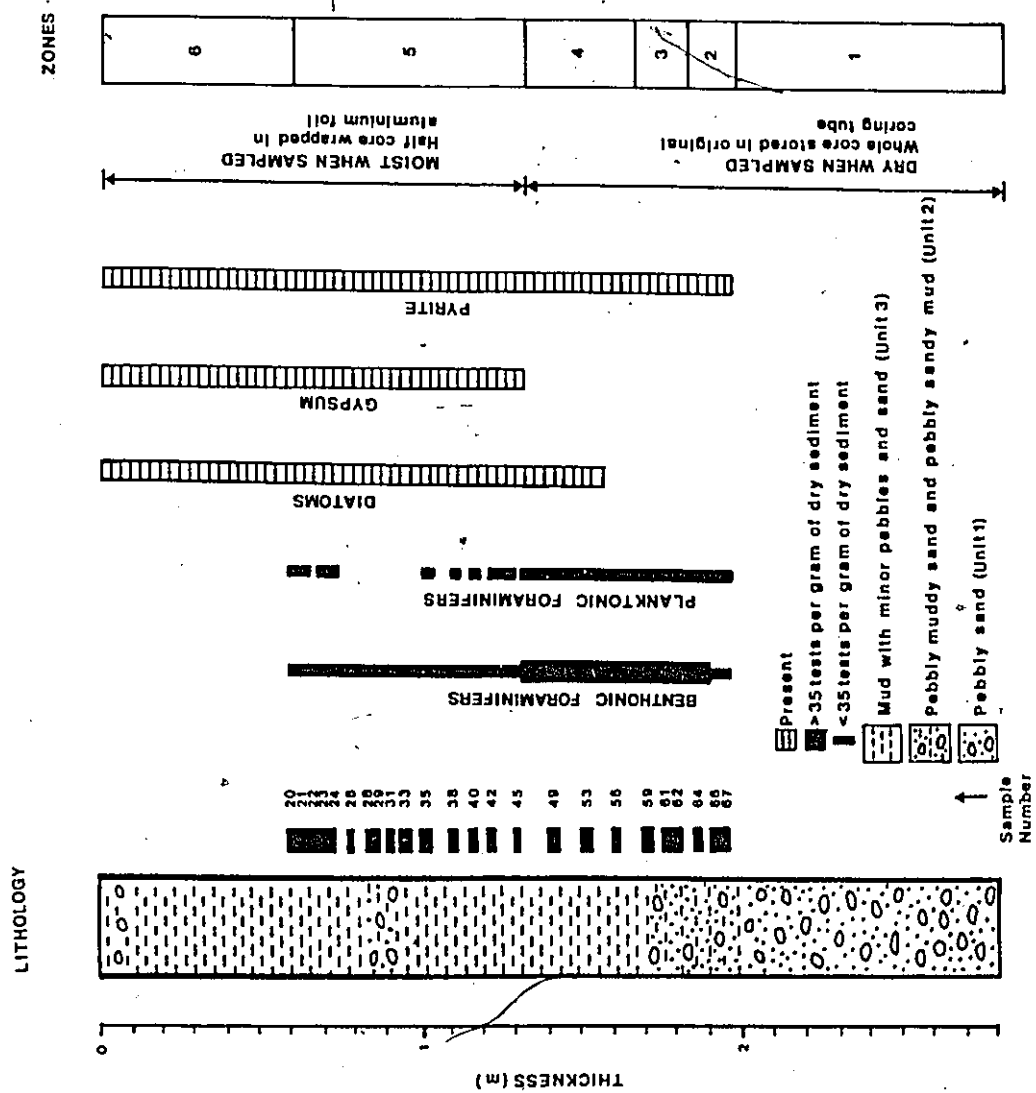 LITHOLOGY
ZONES
THICKNESS (m)
0
1
2
20
21
22
23
24
26
28
29
31
33
35
38
40
42
45
49
53
56
59
61
62
64
66
67
Sample
Number
BENTHONIC FORAMINIFERS
PLANKTONIC FORAMINIFERS
DIATOMS
GYPSUM
PYRITE
MOIST WHEN SAMPLED
Half core wrapped in
aluminium foil
DRY WHEN SAMPLED
Whole core stored in original
coring tube
6
5
4
3
2
1
Present
>35 tests per gram of dry sediment
<35 tests per gram of dry sediment
Mud with minor pebbles and sand (Unit 3)
Pebbly muddy sand and pebbly sandy mud (Unit 2)
Pebbly sand (Unit 1)